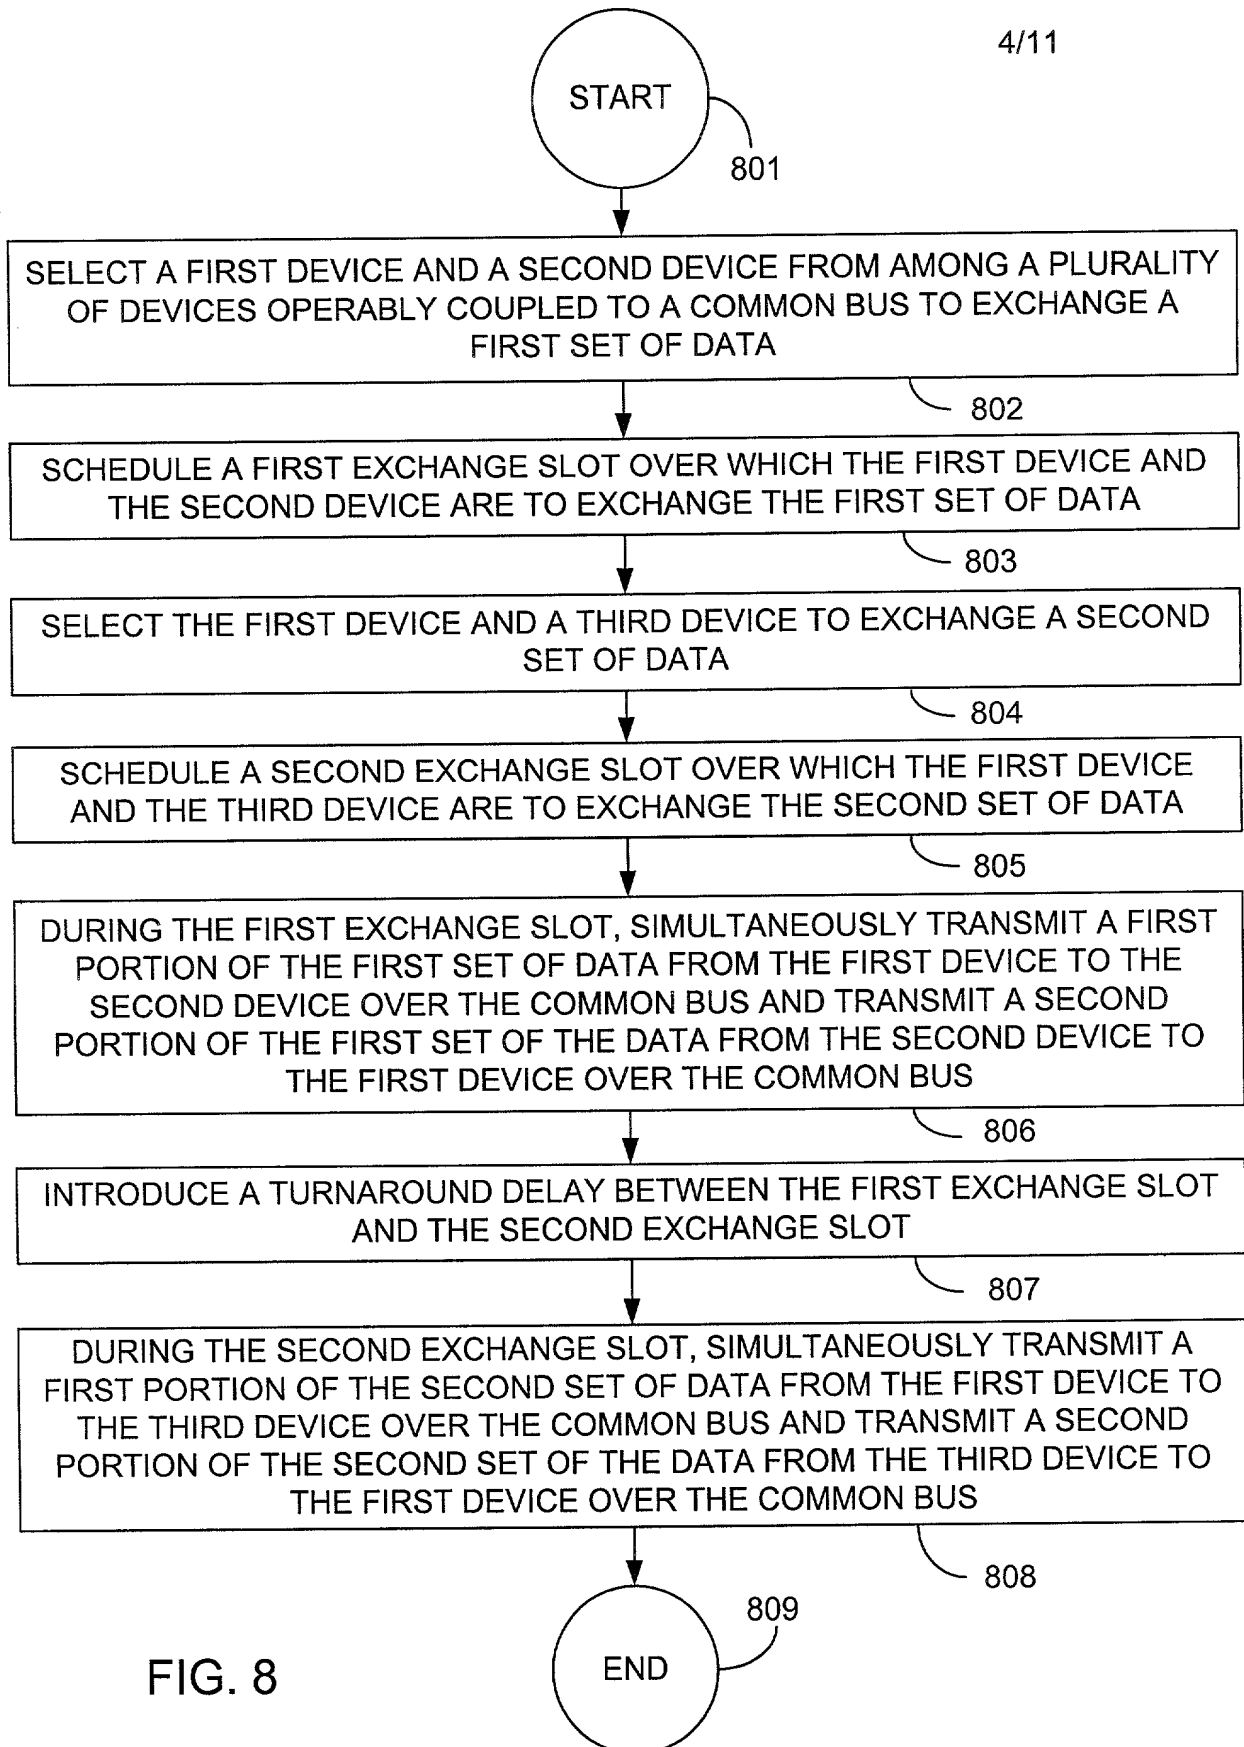 4/11
START
801
SELECT A FIRST DEVICE AND A SECOND DEVICE FROM AMONG A PLURALITY
OF DEVICES OPERABLY COUPLED TO A COMMON BUS TO EXCHANGE A
FIRST SET OF DATA
802
SCHEDULE A FIRST EXCHANGE SLOT OVER WHICH THE FIRST DEVICE AND
THE SECOND DEVICE ARE TO EXCHANGE THE FIRST SET OF DATA
803
SELECT THE FIRST DEVICE AND A THIRD DEVICE TO EXCHANGE A SECOND
SET OF DATA
804
SCHEDULE A SECOND EXCHANGE SLOT OVER WHICH THE FIRST DEVICE
AND THE THIRD DEVICE ARE TO EXCHANGE THE SECOND SET OF DATA
805
DURING THE FIRST EXCHANGE SLOT, SIMULTANEOUSLY TRANSMIT A FIRST
PORTION OF THE FIRST SET OF DATA FROM THE FIRST DEVICE TO THE
SECOND DEVICE OVER THE COMMON BUS AND TRANSMIT A SECOND
PORTION OF THE FIRST SET OF THE DATA FROM THE SECOND DEVICE TO
THE FIRST DEVICE OVER THE COMMON BUS
806
INTRODUCE A TURNAROUND DELAY BETWEEN THE FIRST EXCHANGE SLOT
AND THE SECOND EXCHANGE SLOT
807
DURING THE SECOND EXCHANGE SLOT, SIMULTANEOUSLY TRANSMIT A
FIRST PORTION OF THE SECOND SET OF DATA FROM THE FIRST DEVICE TO
THE THIRD DEVICE OVER THE COMMON BUS AND TRANSMIT A SECOND
PORTION OF THE SECOND SET OF THE DATA FROM THE THIRD DEVICE TO
THE FIRST DEVICE OVER THE COMMON BUS
808
809
END
FIG. 8